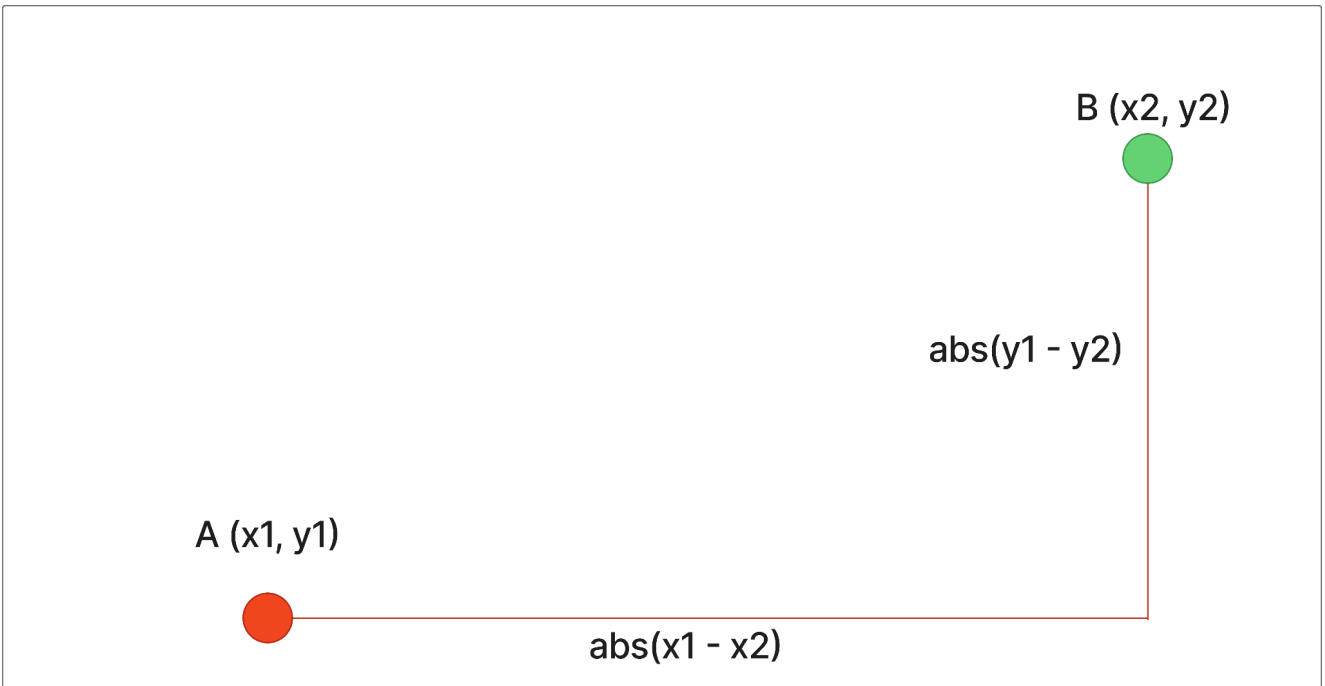 B (x2, y2)
abs(y1 - y2)
A (x1, y1)
abs(x1 - x2)